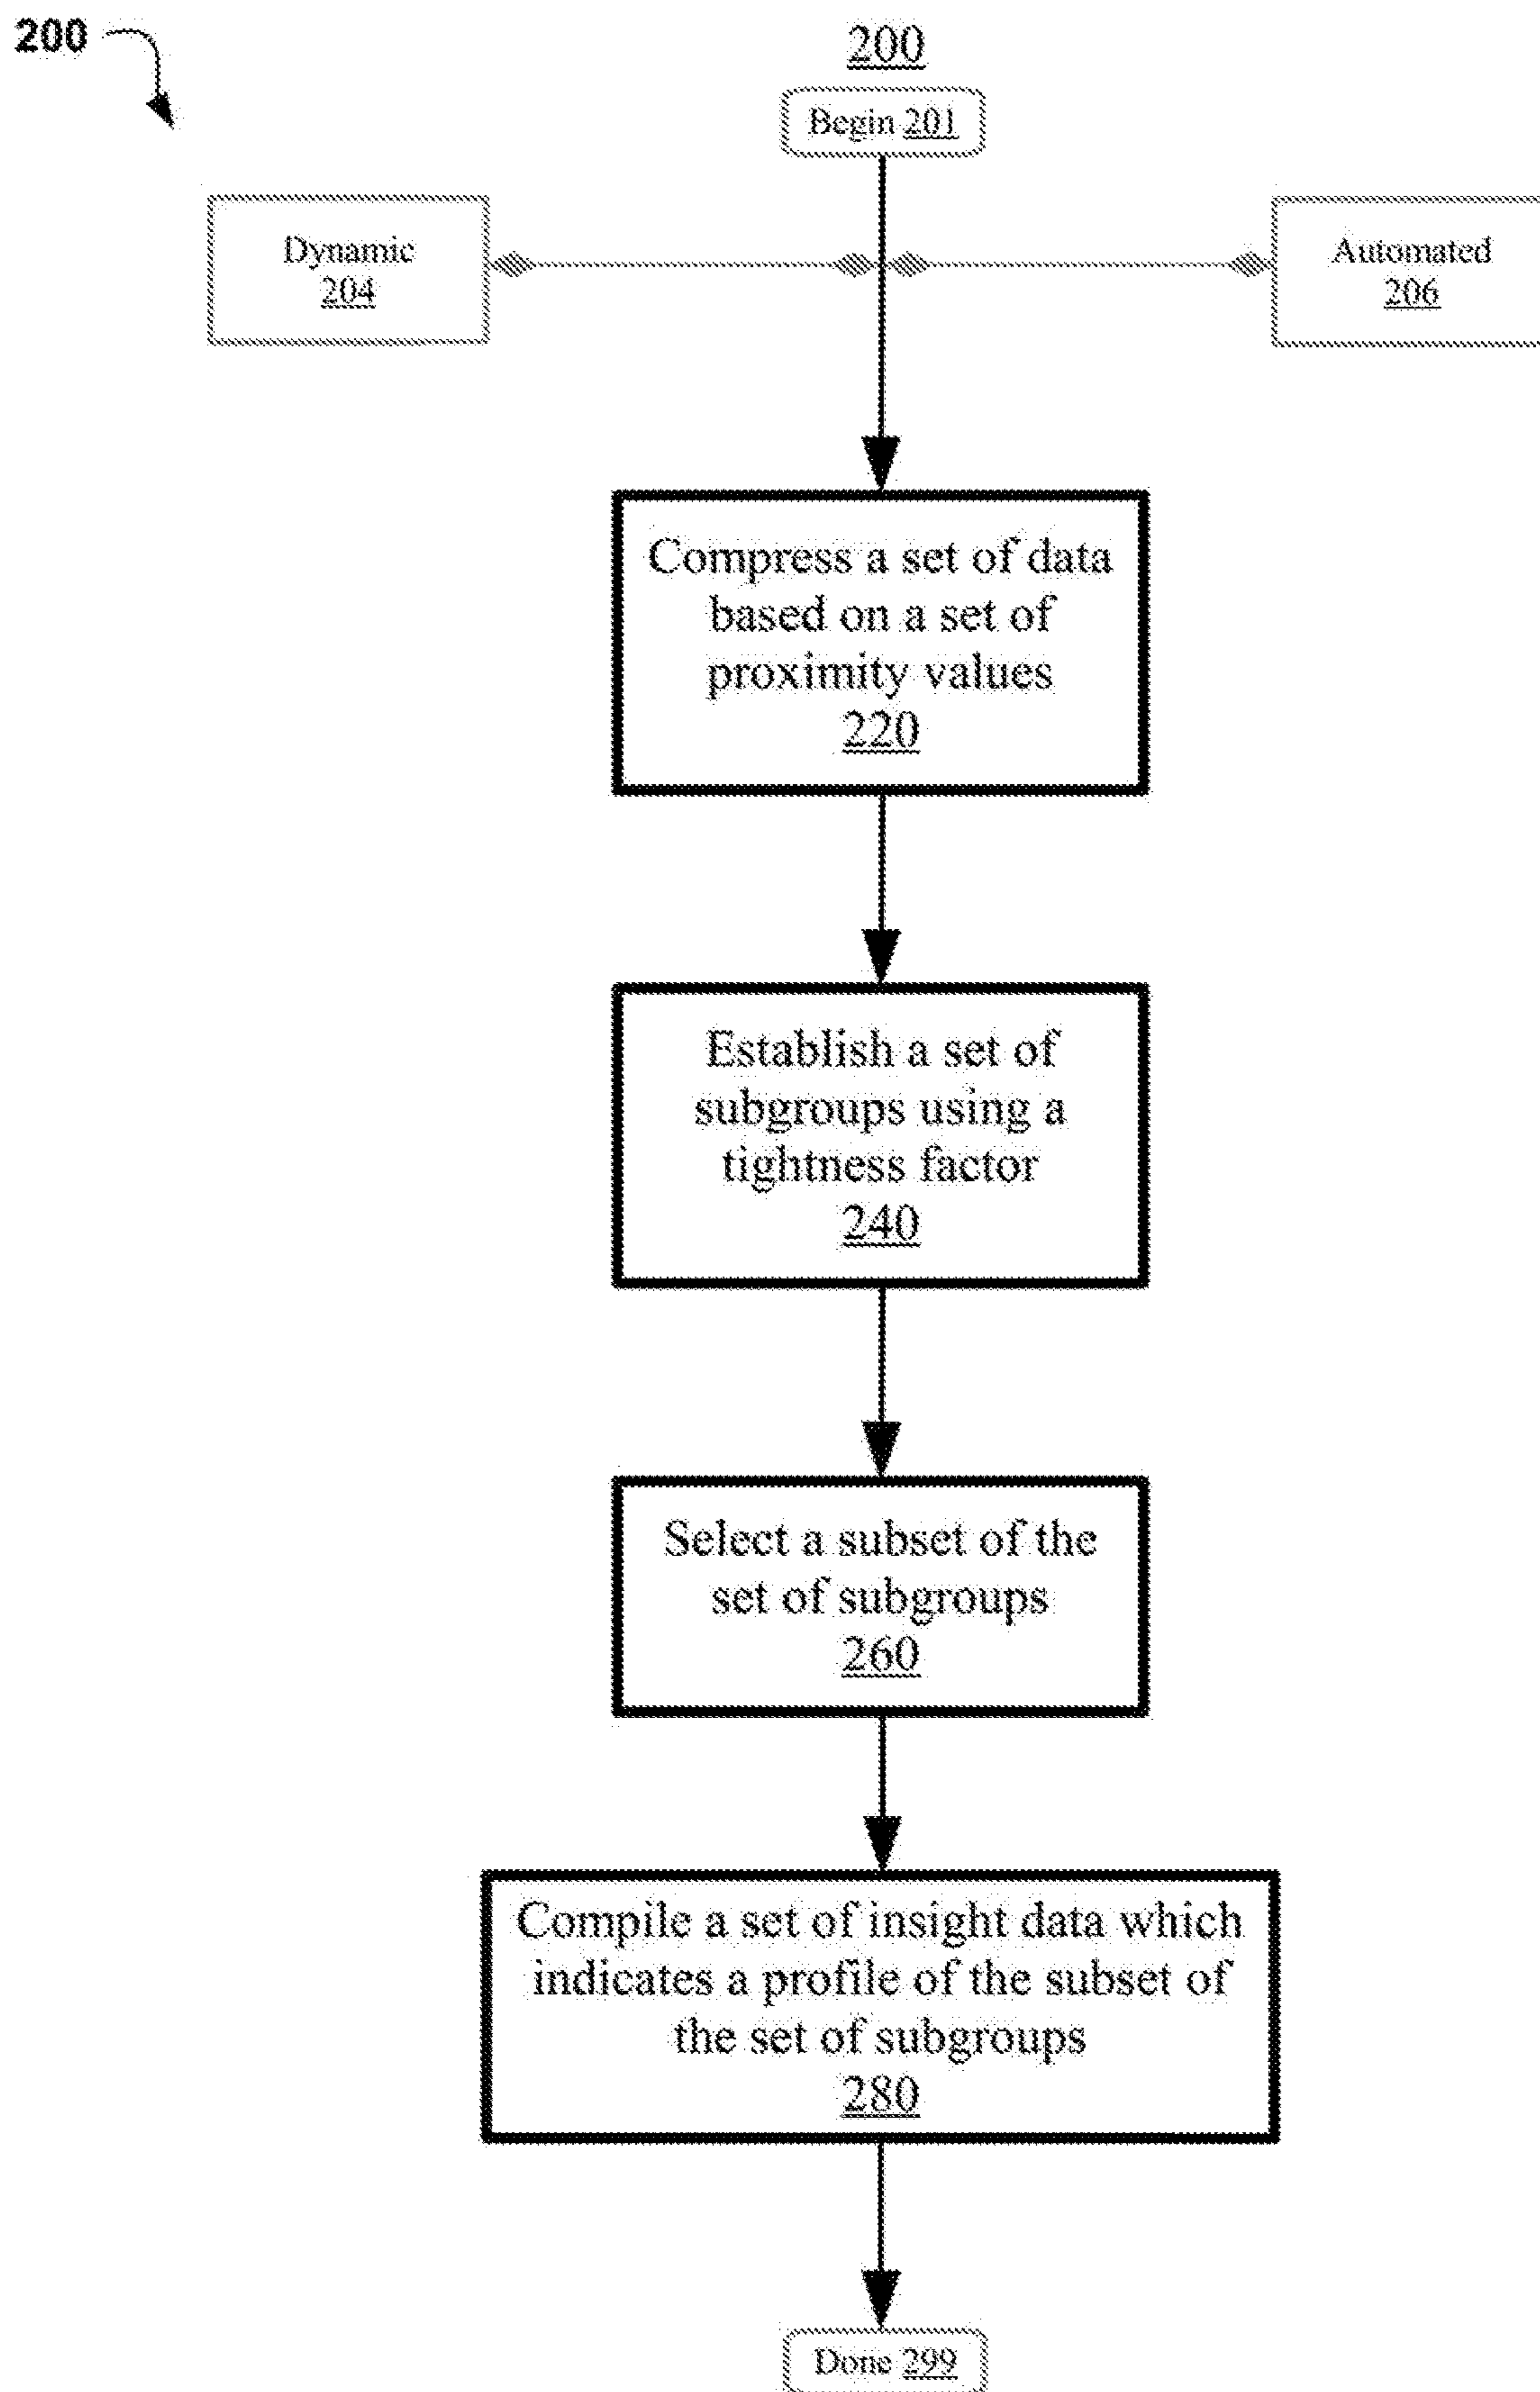 200
200
Begin 201
Dynamic
204
Automated
206
Compress a set of data
based on a set of
proximity values
220
Establish a set of
subgroups using a
tightness factor
240
Select a subset of the
set of subgroups
260
Compile a set of insight data which
indicates a profile of the subset of
the set of subgroups
280
Done 299